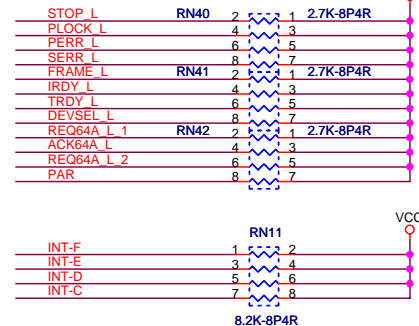 STOP_L RN40 2 1 2.7K-8P4R
PLOCK_L 4 3
PERR_L 6 5
SERR_L 8 7
FRAME_L RN41 2 1 2.7K-8P4R
IRDY_L 4 3
TRDY_L 6 5
DEVSEL_L 8 7
REQ64A_L_1 RN42 2 1 2.7K-8P4R
ACK64A_L 4 3
REQ64A_L_2 6 5
PAR 8 7
VCC
RN11
INT-F 1 2
INT-E 3 4
INT-D 5 6
INT-C 7 8
8.2K-8P4R